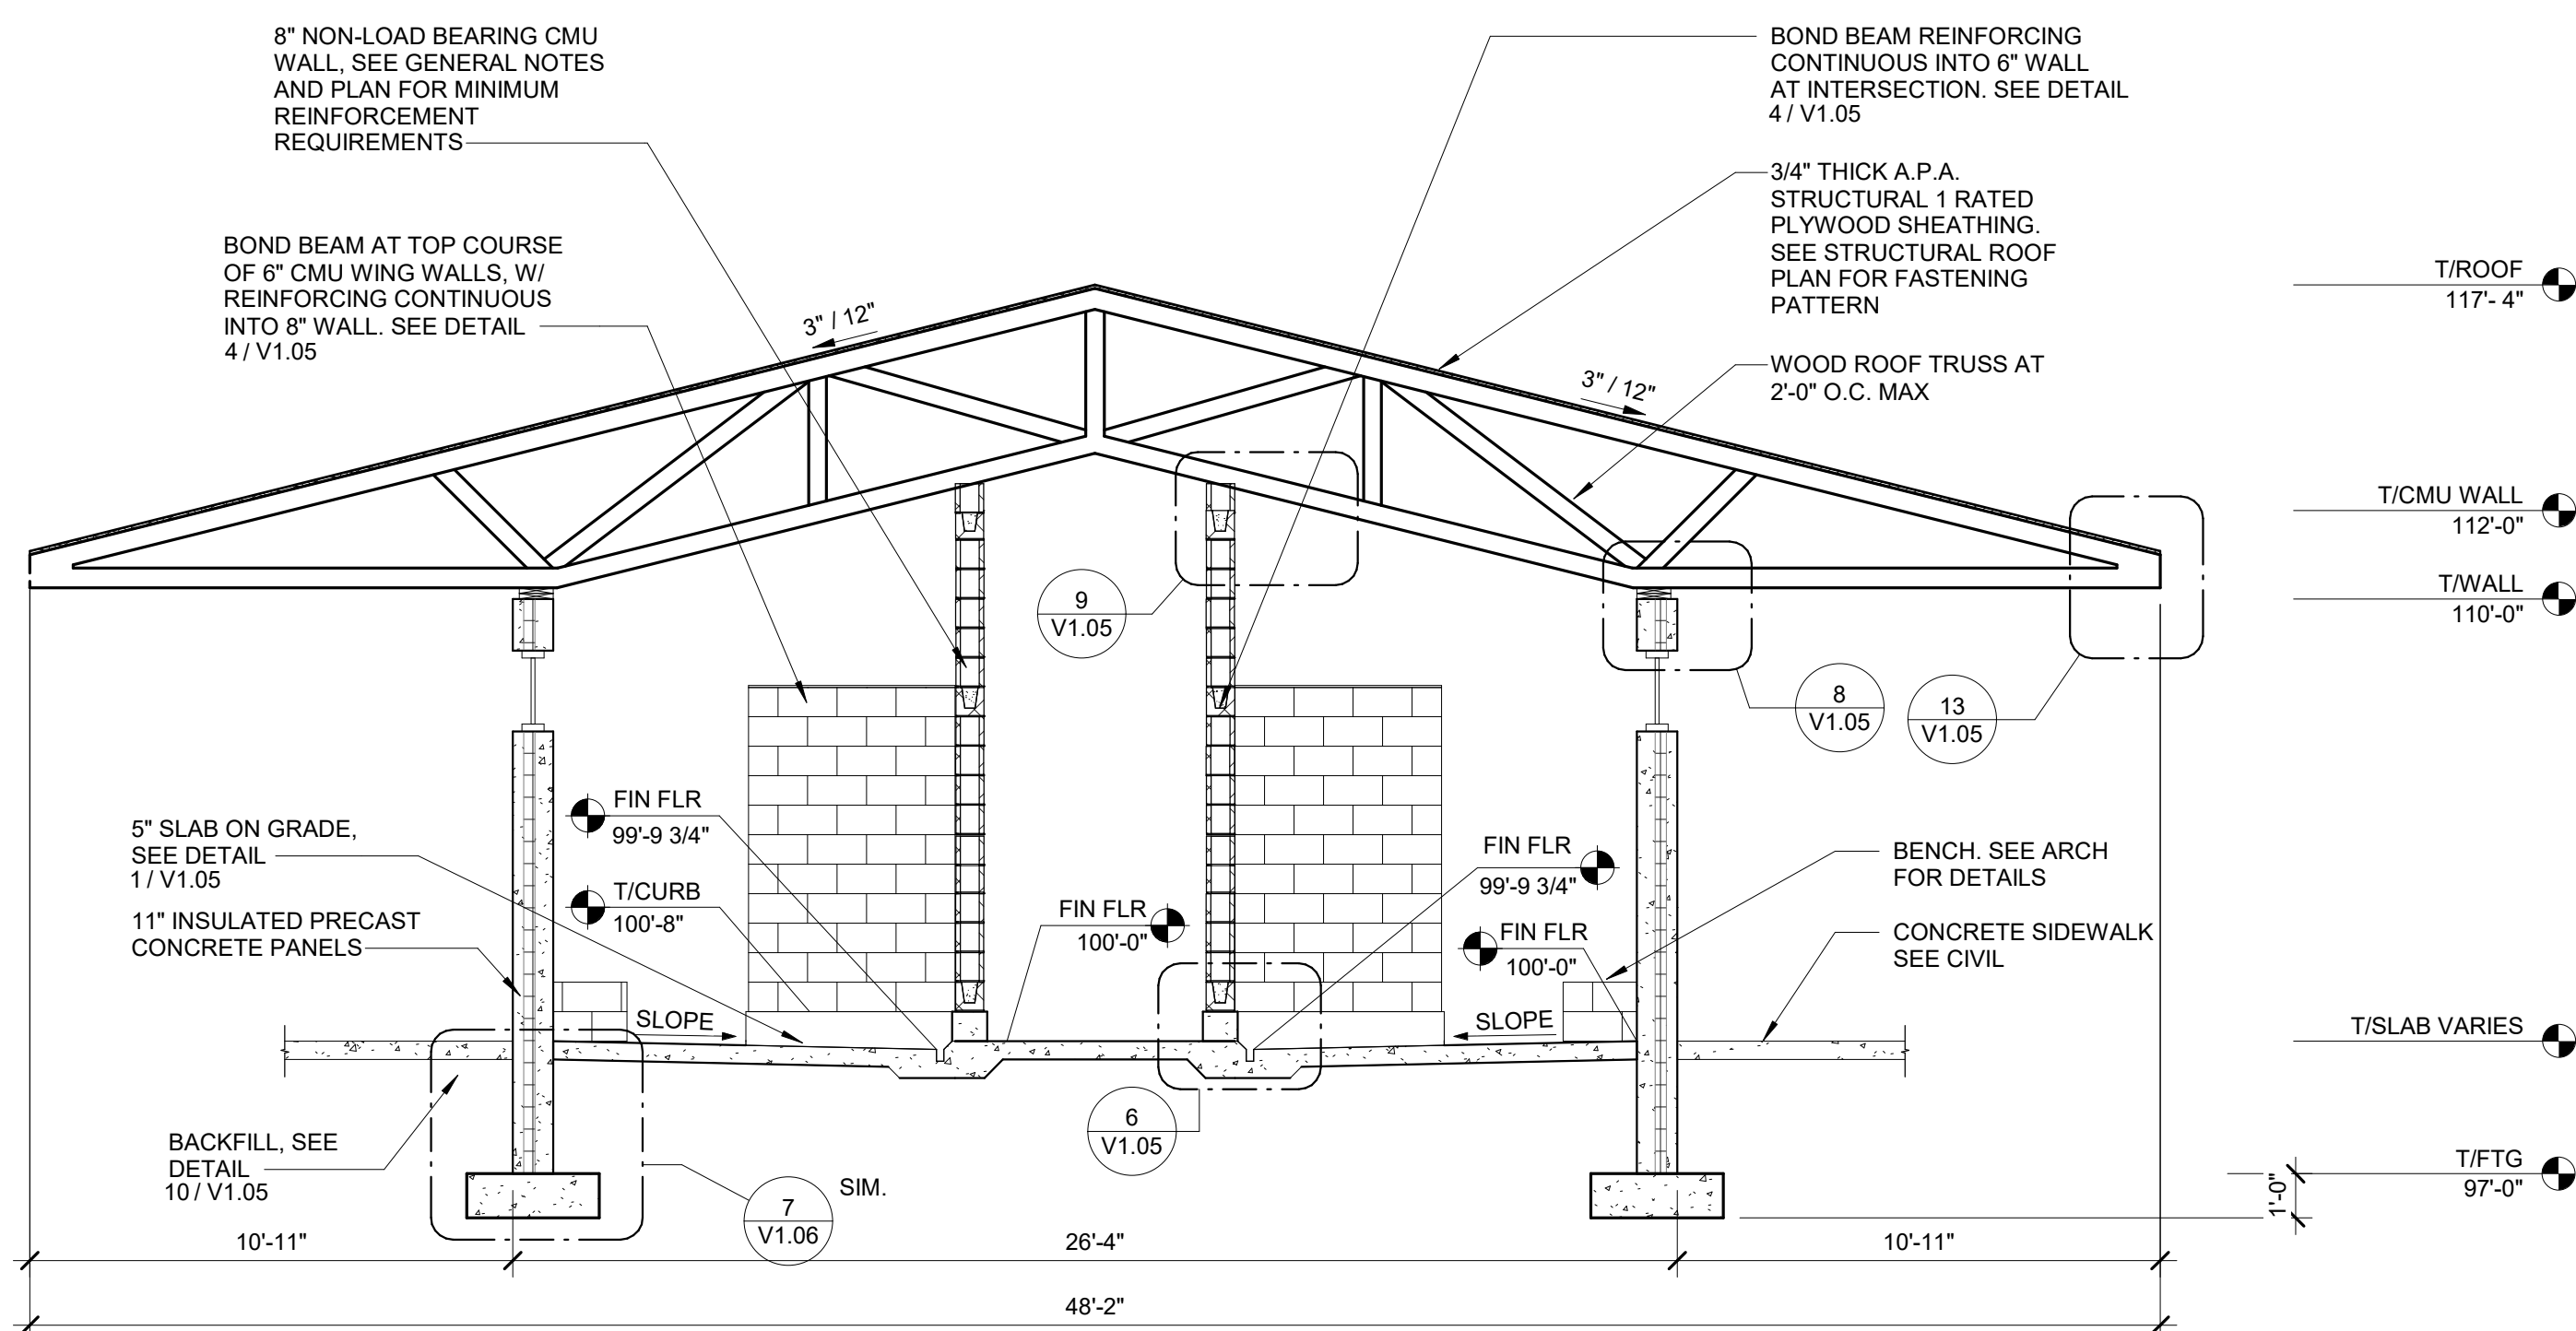 8" NON-LOAD BEARING CMU
WALL, SEE GENERAL NOTES
AND PLAN FOR MINIMUM
REINFORCEMENT
REQUIREMENTS
BOND BEAM REINFORCING
CONTINUOUS INTO 6" WALL
AT INTERSECTION. SEE DETAIL
4 / V1.05
3/4" THICK A.P.A.
STRUCTURAL 1 RATED
PLYWOOD SHEATHING.
SEE STRUCTURAL ROOF
PLAN FOR FASTENING
PATTERN
BOND BEAM AT TOP COURSE
OF 6" CMU WING WALLS, W/
REINFORCING CONTINUOUS
INTO 8" WALL. SEE DETAIL
4 / V1.05
T/ROOF
117'- 4"
3" / 12"
3" / 12"
WOOD ROOF TRUSS AT
2'-0" O.C. MAX
T/CMU WALL
112'-0"
T/WALL
110'-0"
9
V1.05
8
V1.05
13
V1.05
FIN FLR
99'-9 3/4"
5" SLAB ON GRADE,
SEE DETAIL
1 / V1.05
T/CURB
100'-8"
11" INSULATED PRECAST
CONCRETE PANELS
FIN FLR
100'-0"
FIN FLR
99'-9 3/4"
FIN FLR
100'-0"
BENCH. SEE ARCH
FOR DETAILS
CONCRETE SIDEWALK
SEE CIVIL
SLOPE
SLOPE
T/SLAB VARIES
6
V1.05
BACKFILL, SEE
DETAIL
10 / V1.05
7
V1.06
SIM.
T/FTG
97'-0"
1'-0"
10'-11"
26'-4"
10'-11"
48'-2"